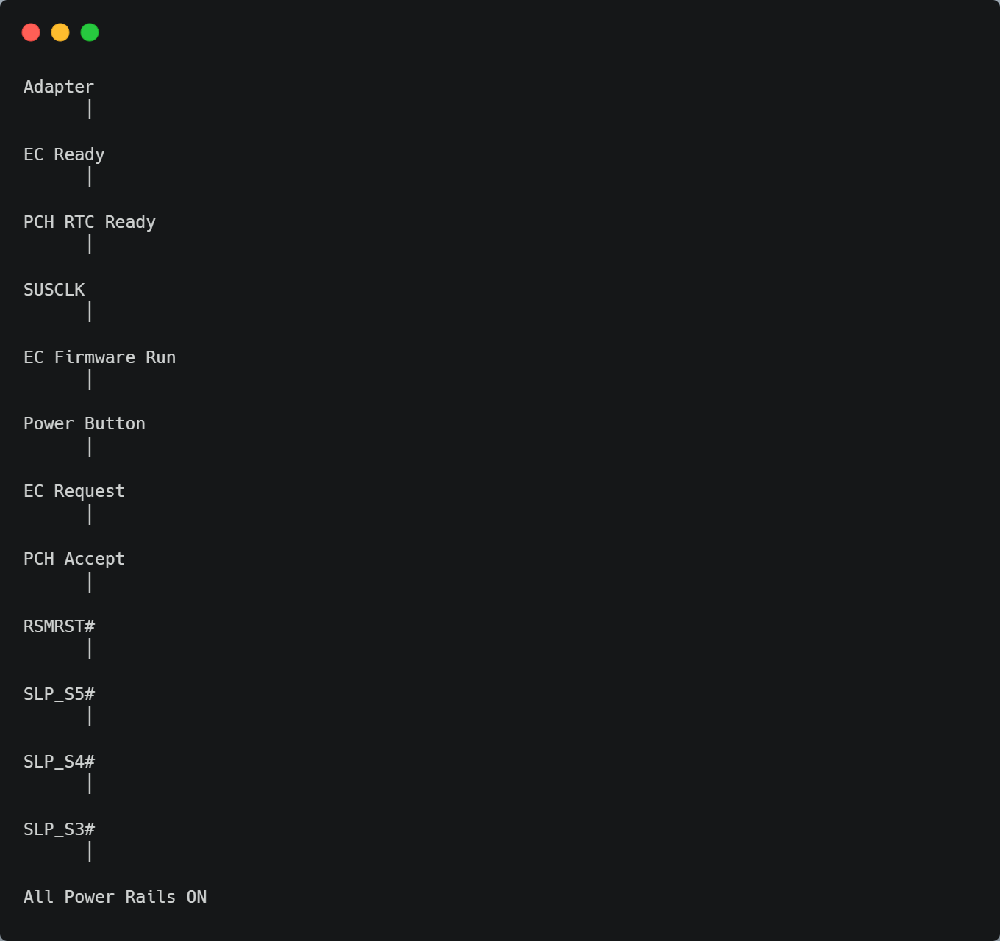 Adapter
│
EC Ready
│
PCH RTC Ready
│
SUSCLK
│
EC Firmware Run
│
Power Button
│
EC Request
│
PCH Accept
│
RSMRST#
│
SLP_S5#
│
SLP_S4#
│
SLP_S3#
│
All Power Rails ON